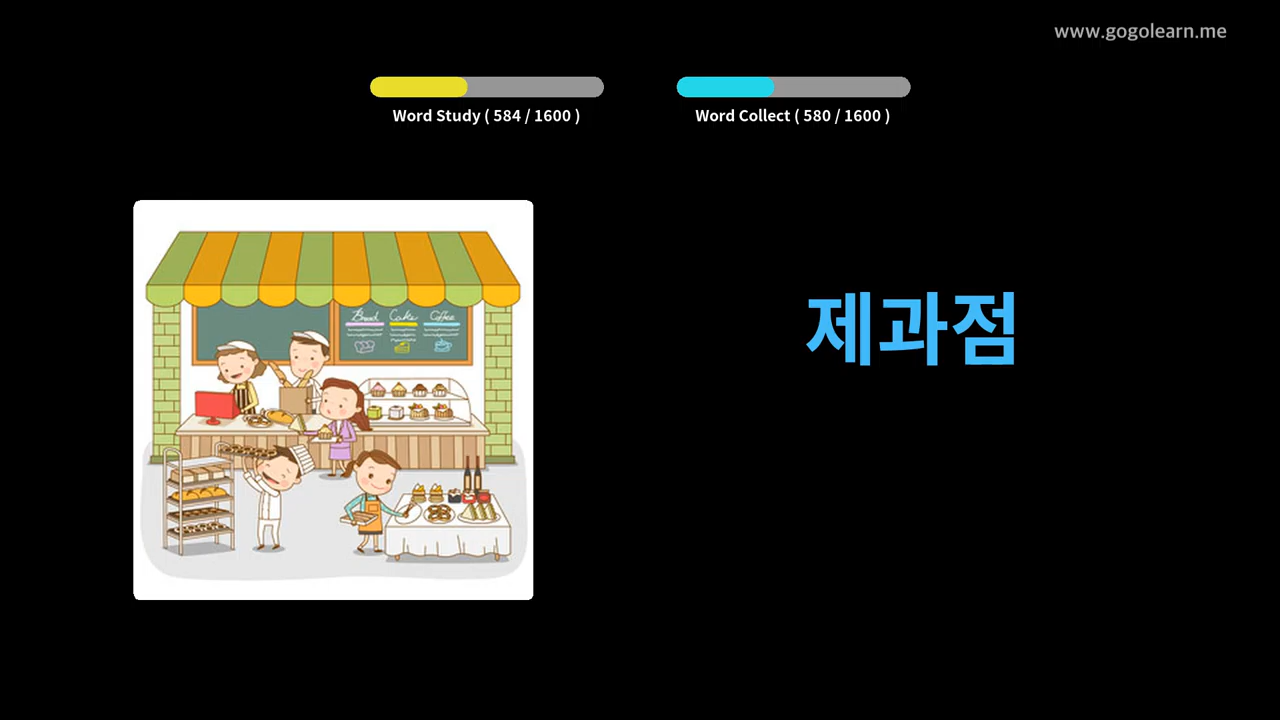 www.gogolearn.me
Word Study ( 584 / 1600 )
Word Collect ( 580 / 1600 )
Bread Cake Coffee
제과점